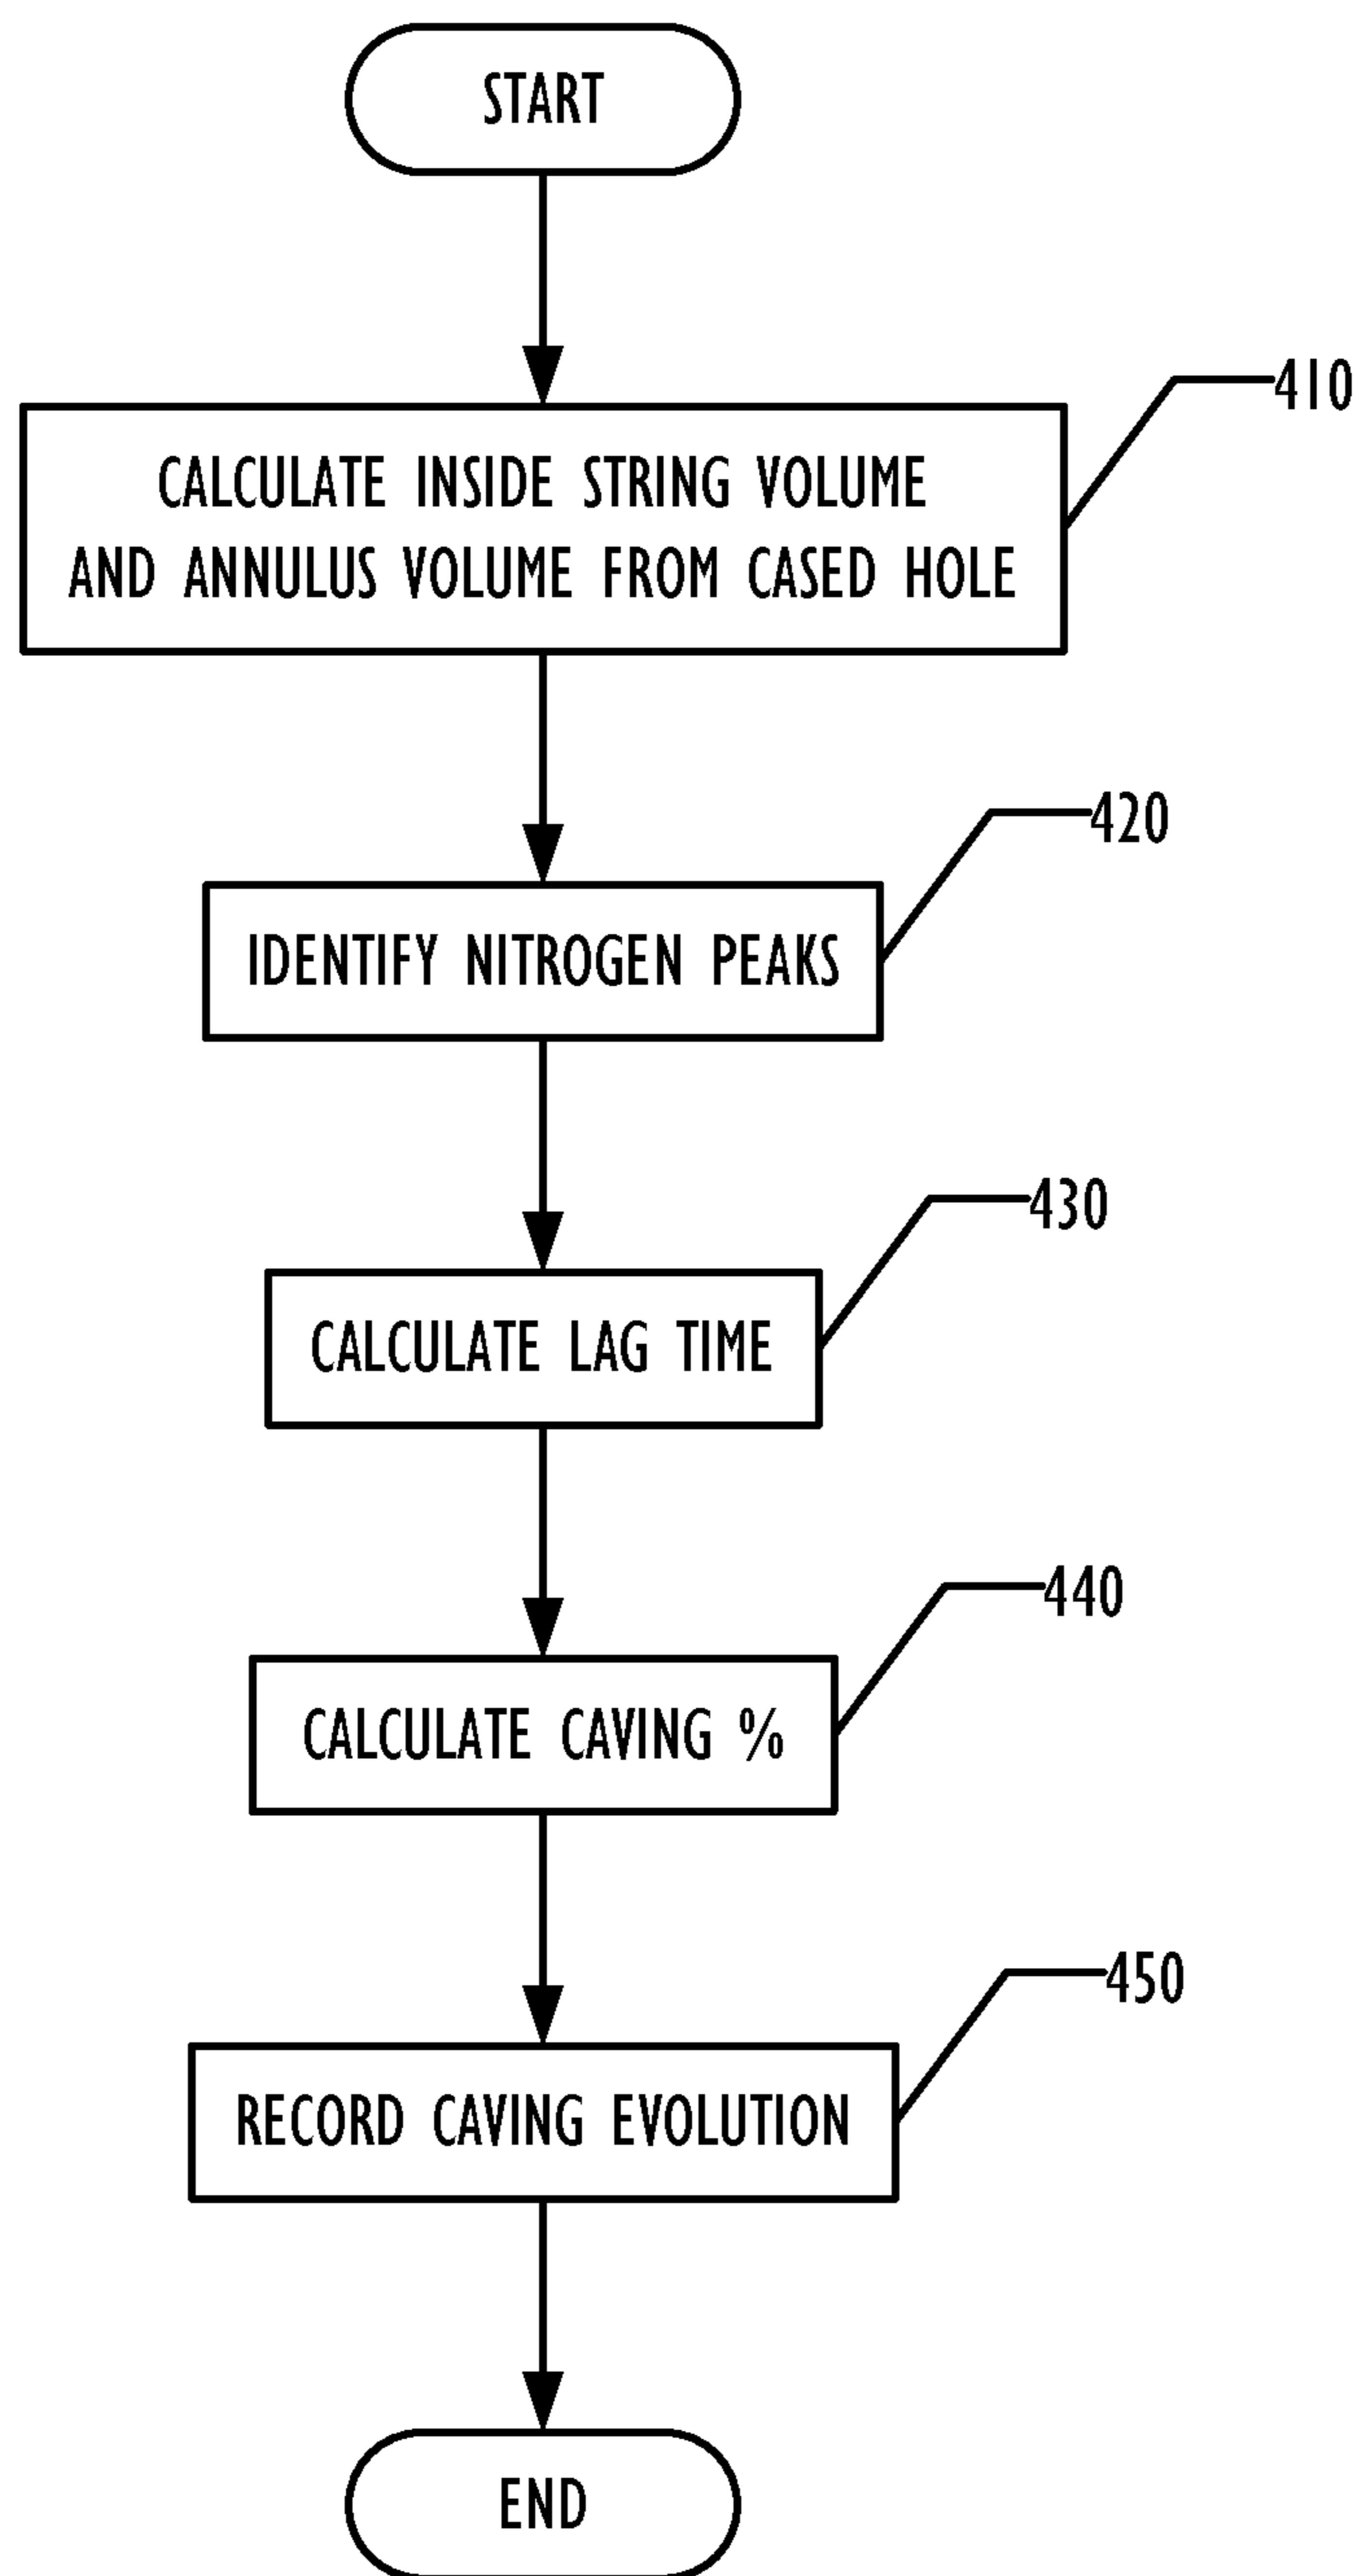 START
410
CALCULATE INSIDE STRING VOLUME
AND ANNULUS VOLUME FROM CASED HOLE
420
IDENTIFY NITROGEN PEAKS
430
CALCULATE LAG TIME
440
CALCULATE CAVING %
450
RECORD CAVING EVOLUTION
END